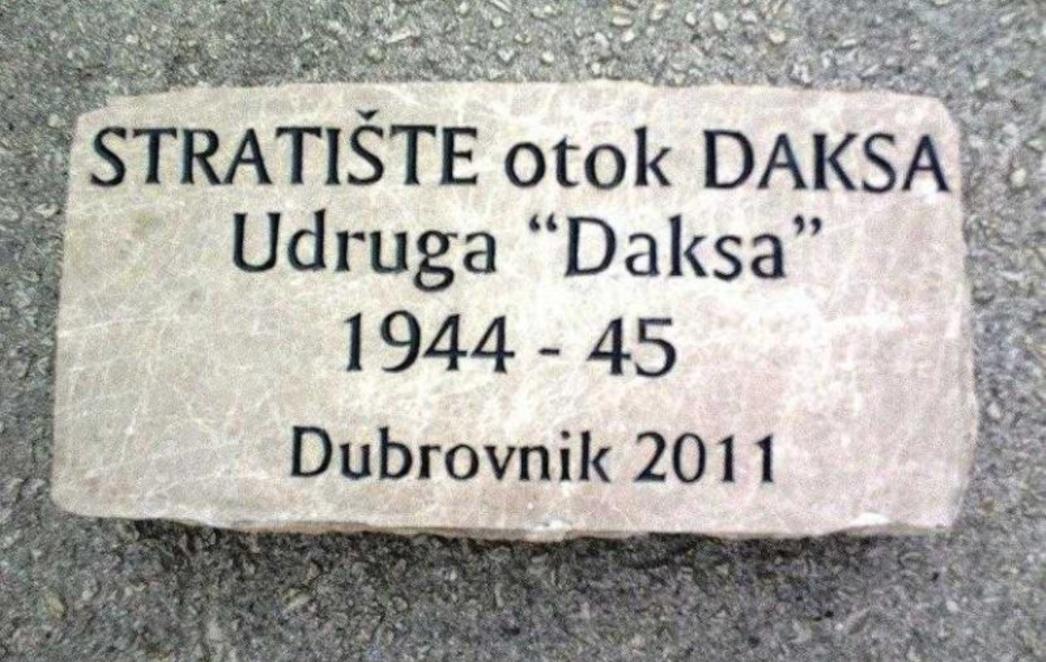 STRATIŠTE otok DAKSA
Udruga “Daksa”
1944 - 45
Dubrovnik 2011